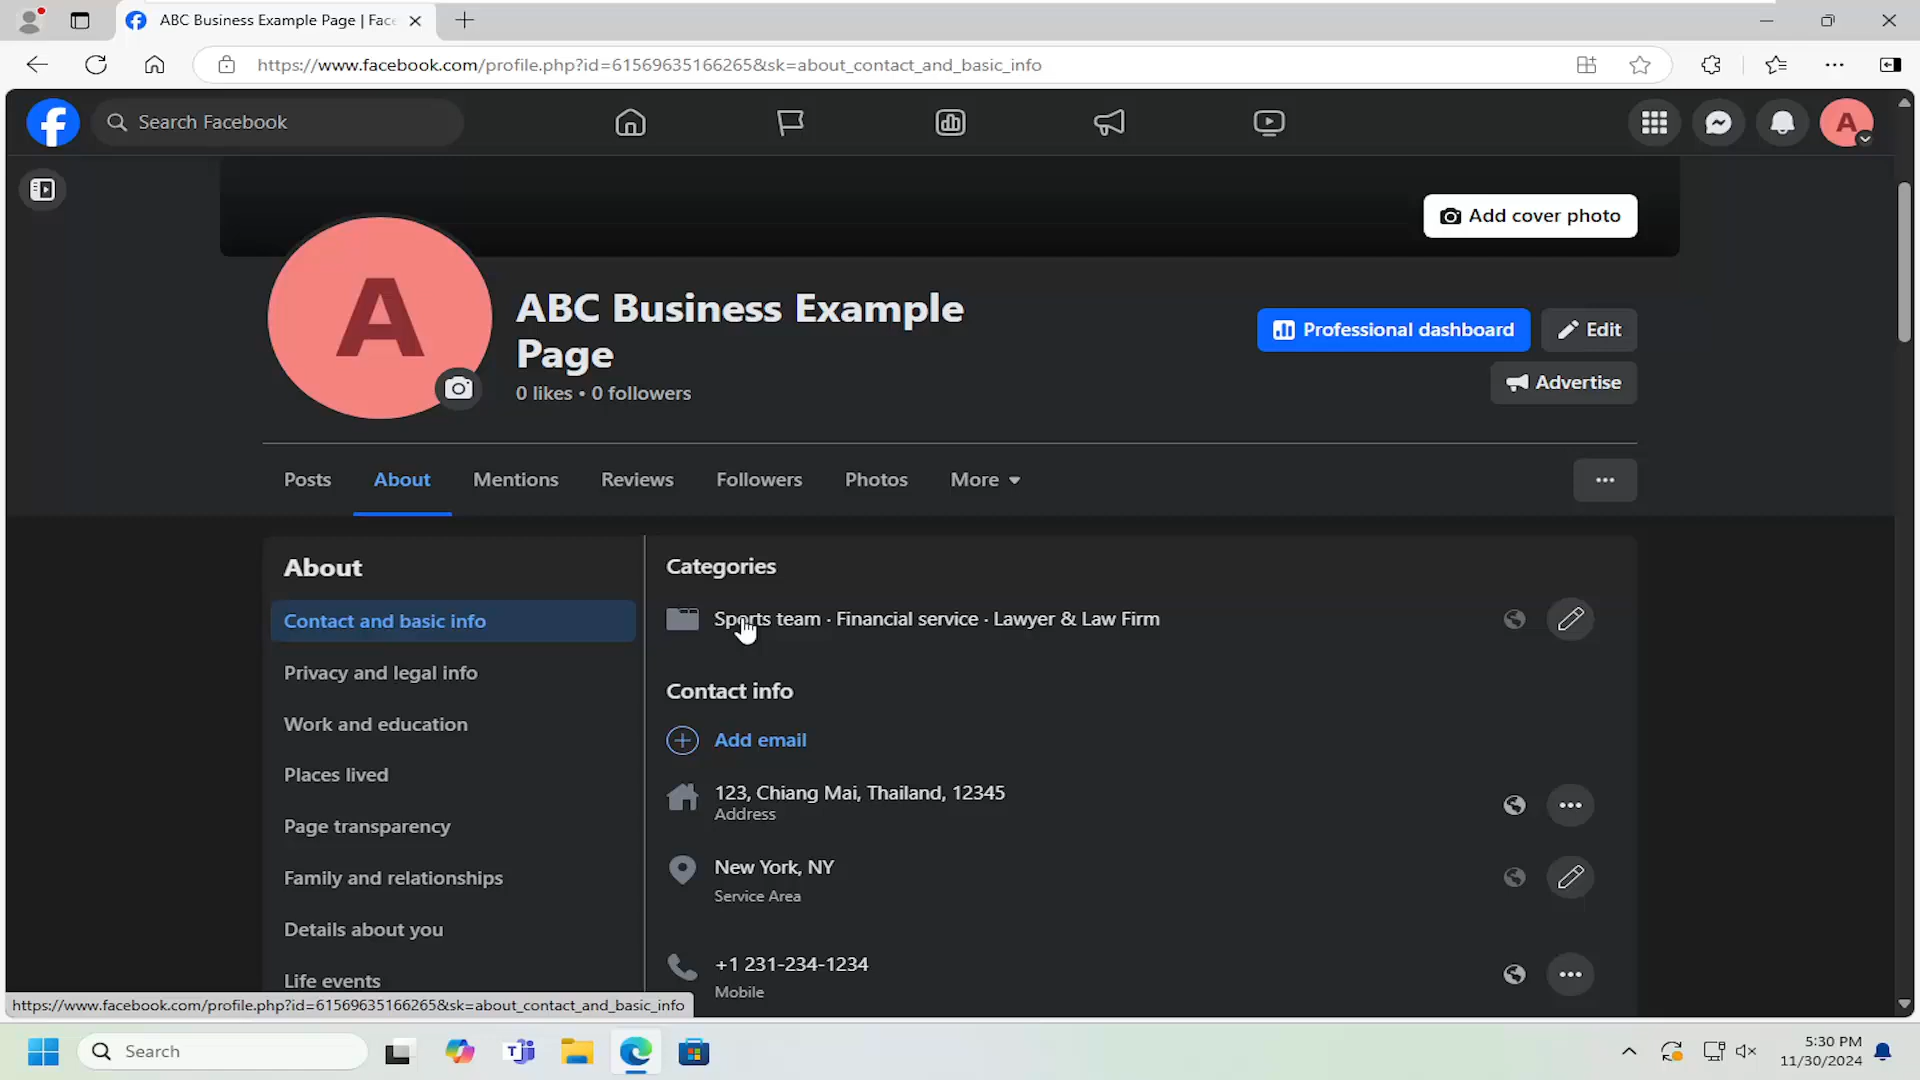 ABC Business Example Page | Fac
https://www.facebook.com/profile.php?id=61569635166265&sk=about_contact_and_basic_info
Search Facebook
A
Add cover photo
A
ABC Business Example
Page
0 likes • 0 followers
Professional dashboard
Edit
Advertise
Posts
About
Mentions
Reviews
Followers
Photos
More
About
Contact and basic info
Privacy and legal info
Work and education
Places lived
Page transparency
Family and relationships
Details about you
Life events
Categories
Sports team · Financial service · Lawyer & Law Firm
Contact info
Add email
123, Chiang Mai, Thailand, 12345
Address
New York, NY
Service Area
+1 231-234-1234
Mobile
https://www.facebook.com/profile.php?id=61569635166265&sk=about_contact_and_basic_info
Search
5:30 PM
11/30/2024